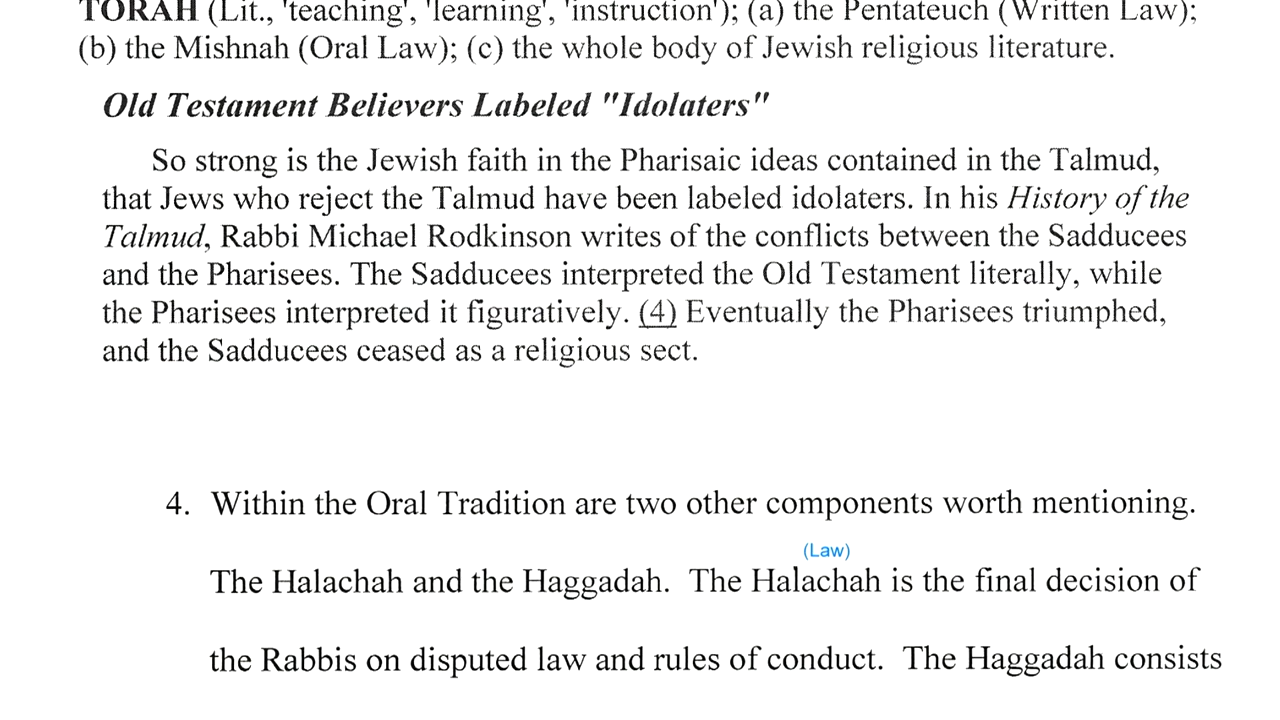 TORAH (Lit., 'teaching', 'learning', 'instruction'); (a) the Pentateuch (Written Law);
(b) the Mishnah (Oral Law); (c) the whole body of Jewish religious literature.
Old Testament Believers Labeled "Idolaters"
So strong is the Jewish faith in the Pharisaic ideas contained in the Talmud,
that Jews who reject the Talmud have been labeled idolaters. In his History of the
Talmud, Rabbi Michael Rodkinson writes of the conflicts between the Sadducees
and the Pharisees. The Sadducees interpreted the Old Testament literally, while
the Pharisees interpreted it figuratively. (4) Eventually the Pharisees triumphed,
and the Sadducees ceased as a religious sect.
4. Within the Oral Tradition are two other components worth mentioning.
(Law)
The Halachah and the Haggadah. The Halachah is the final decision of
the Rabbis on disputed law and rules of conduct. The Haggadah consists